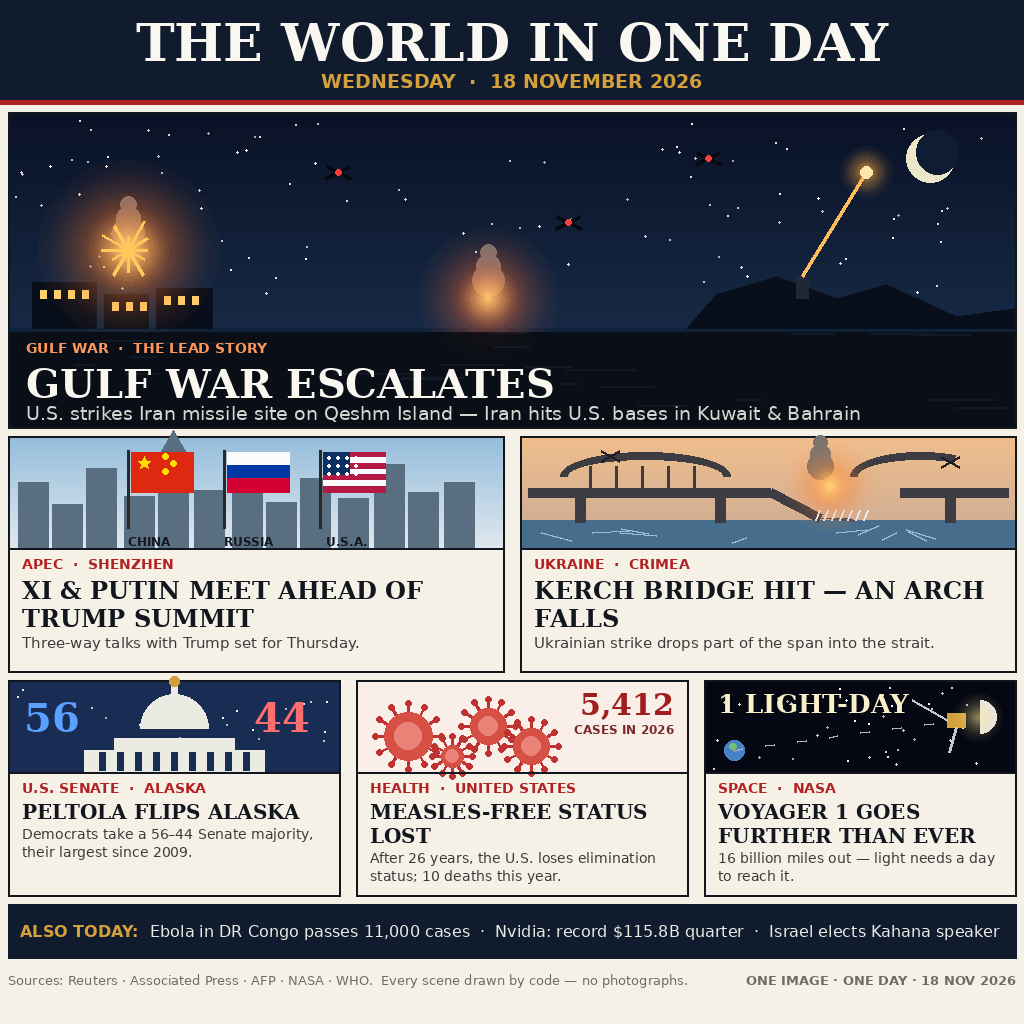 THE WORLD IN ONE DAY
WEDNESDAY · 18 NOVEMBER 2026
GULF WAR · THE LEAD STORY
GULF WAR ESCALATES
U.S. strikes Iran missile site on Qeshm Island — Iran hits U.S. bases in Kuwait & Bahrain
CHINA RUSSIA U.S.A.
APEC · SHENZHEN
XI & PUTIN MEET AHEAD OF
TRUMP SUMMIT
Three-way talks with Trump set for Thursday.
UKRAINE · CRIMEA
KERCH BRIDGE HIT — AN ARCH
FALLS
Ukrainian strike drops part of the span into the strait.
56 44
U.S. SENATE · ALASKA
PELTOLA FLIPS ALASKA
Democrats take a 56–44 Senate majority,
their largest since 2009.
5,412
CASES IN 2026
HEALTH · UNITED STATES
MEASLES-FREE STATUS
LOST
After 26 years, the U.S. loses elimination
status; 10 deaths this year.
1 LIGHT-DAY
SPACE · NASA
VOYAGER 1 GOES
FURTHER THAN EVER
16 billion miles out — light needs a day
to reach it.
ALSO TODAY: Ebola in DR Congo passes 11,000 cases · Nvidia: record $115.8B quarter · Israel elects Kahana speaker
Sources: Reuters · Associated Press · AFP · NASA · WHO. Every scene drawn by code — no photographs.
ONE IMAGE · ONE DAY · 18 NOV 2026